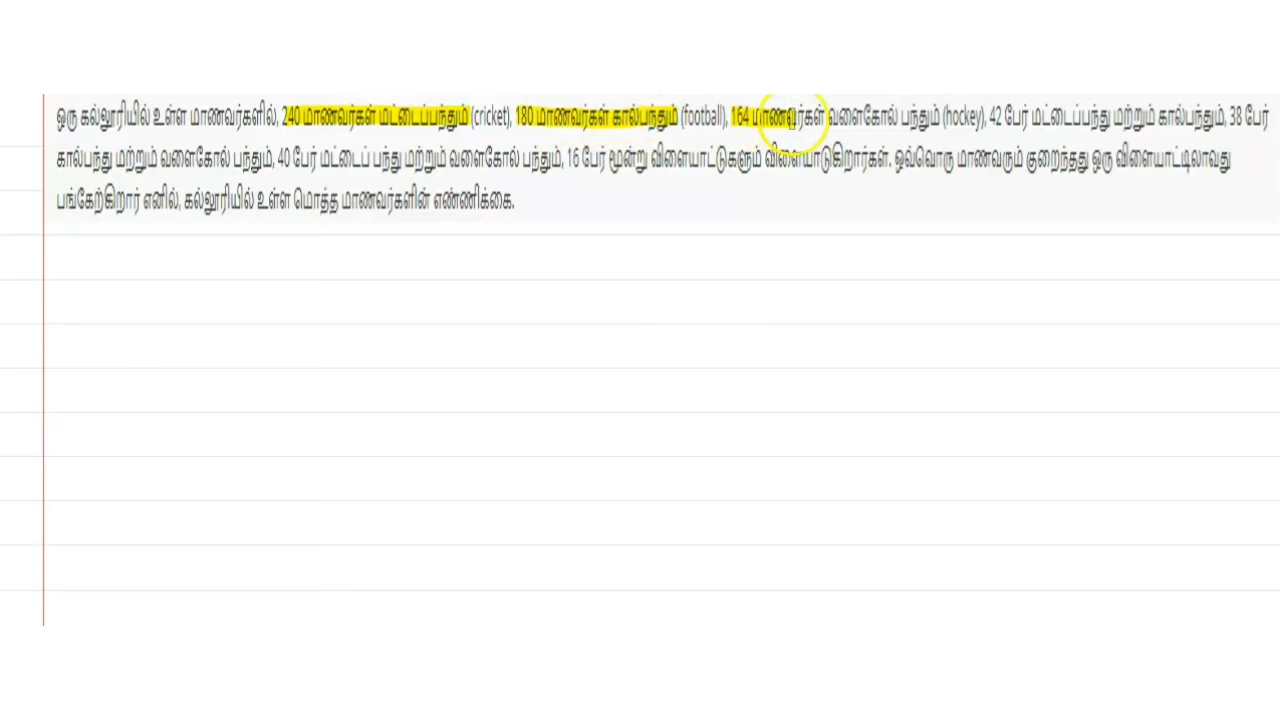 ஒரு கல்லூரியில் உள்ள மாணவர்களில், 240 மாணவர்கள் மட்டைப்பந்தும் (cricket), 180 மாணவர்கள் கால்பந்தும் (football), 164 மாணவர்கள் வளைகோல் பந்தும் (hockey), 42 பேர் மட்டைப்பந்து மற்றும் கால்பந்தும், 38 பேர்
கால்பந்து மற்றும் வளைகோல் பந்தும், 40 பேர் மட்டைப் பந்து மற்றும் வளைகோல் பந்தும், 16 பேர் மூன்று விளையாட்டுகளும் விளையாடுகிறார்கள். ஒவ்வொரு மாணவரும் குறைந்தது ஒரு விளையாட்டிலாவது
பங்கேற்கிறார் எனில், கல்லூரியில் உள்ள மொத்த மாணவர்களின் எண்ணிக்கை.